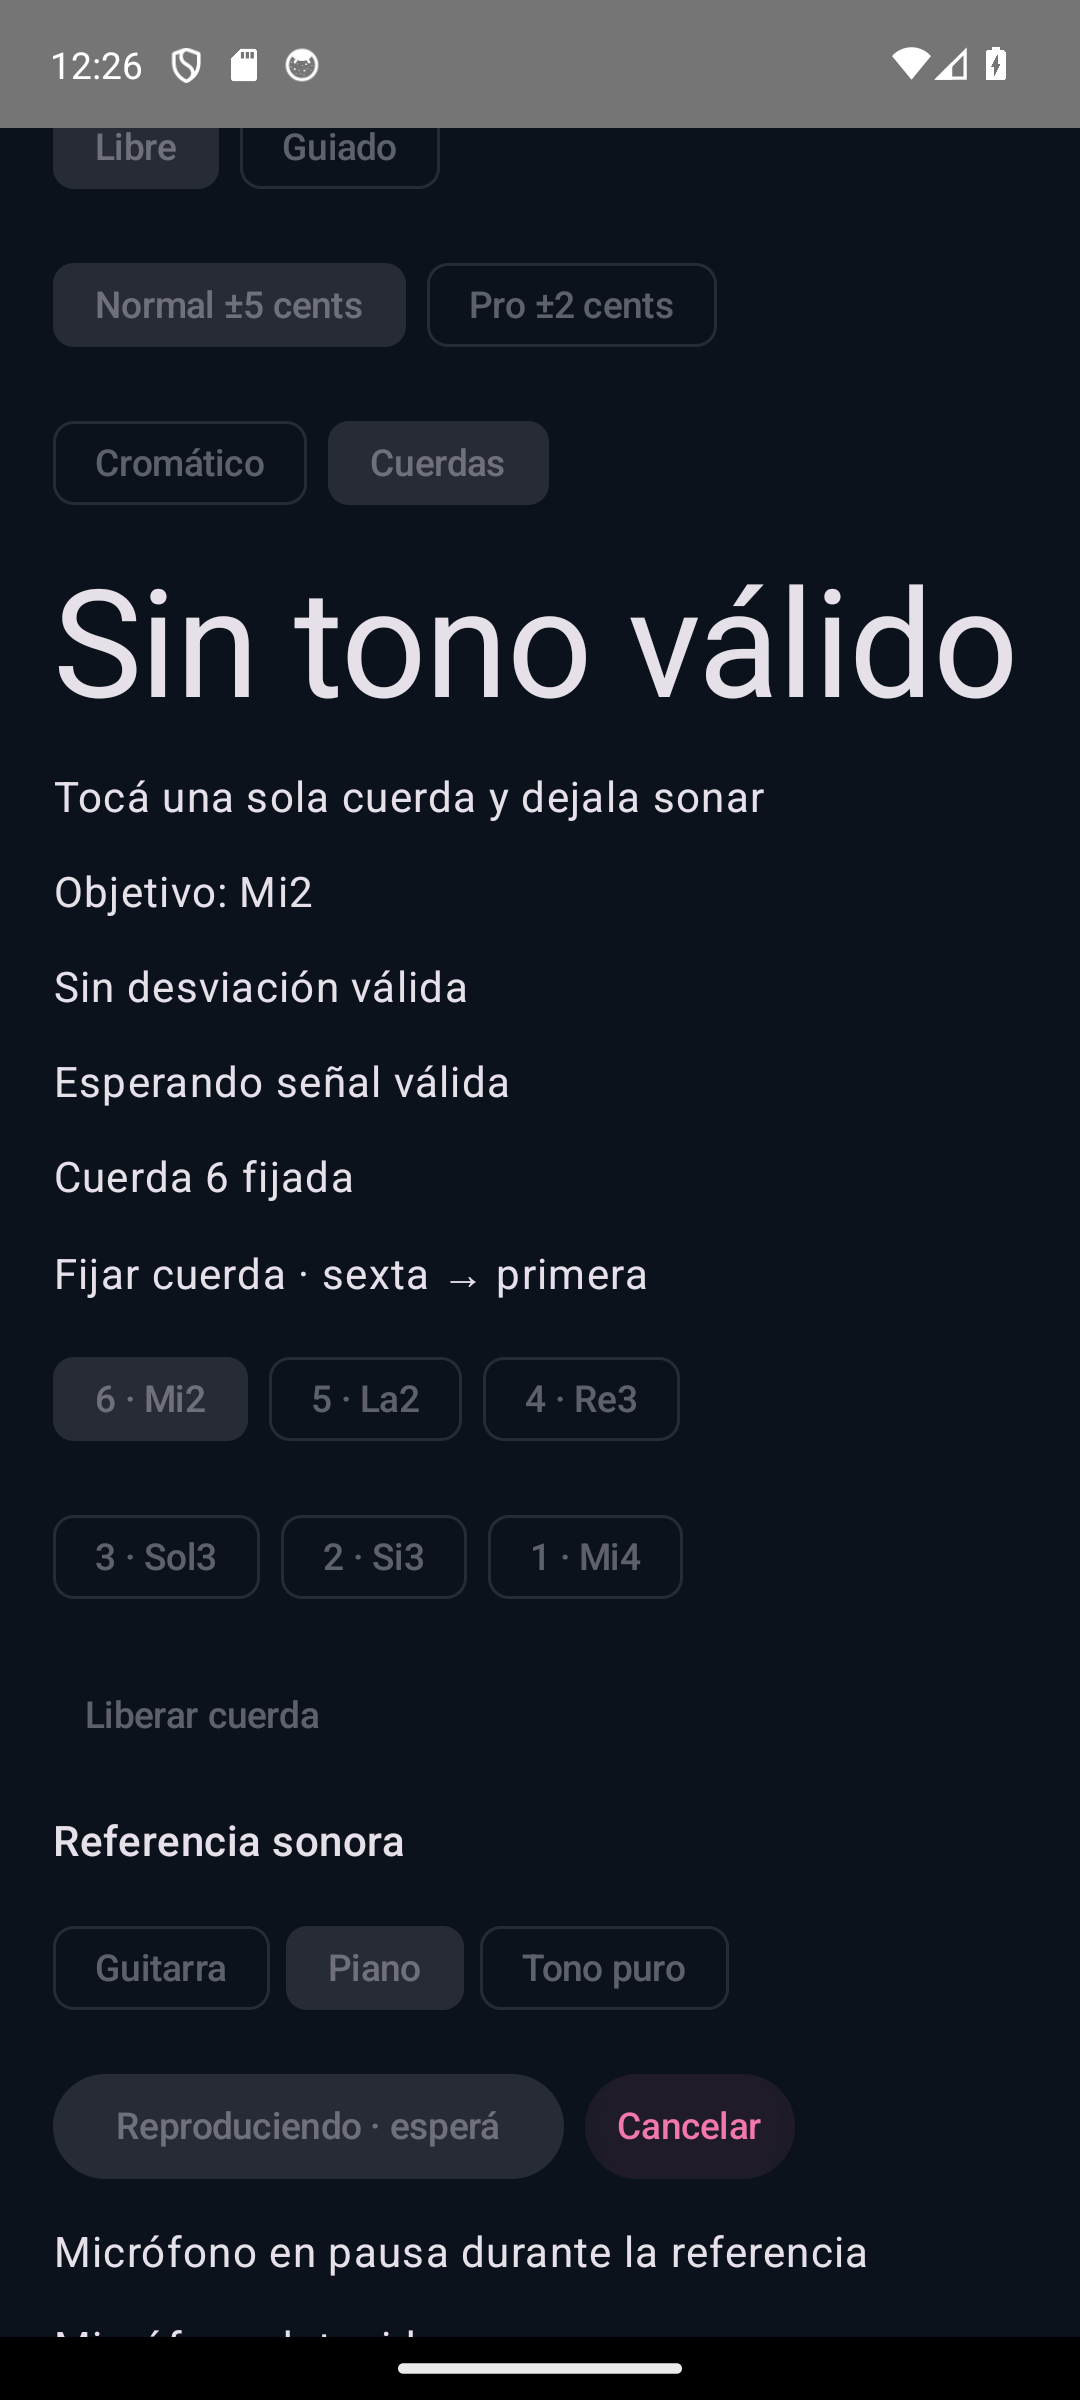 12:26
Libre Guiado
Normal ±5 cents Pro ±2 cents
Cromático Cuerdas
Sin tono válido
Tocá una sola cuerda y dejala sonar
Objetivo: Mi2
Sin desviación válida
Esperando señal válida
Cuerda 6 fijada
Fijar cuerda · sexta → primera
6 · Mi2 5 · La2 4 · Re3
3 · Sol3 2 · Si3 1 · Mi4
Liberar cuerda
Referencia sonora
Guitarra Piano Tono puro
Reproduciendo · esperá Cancelar
Micrófono en pausa durante la referencia